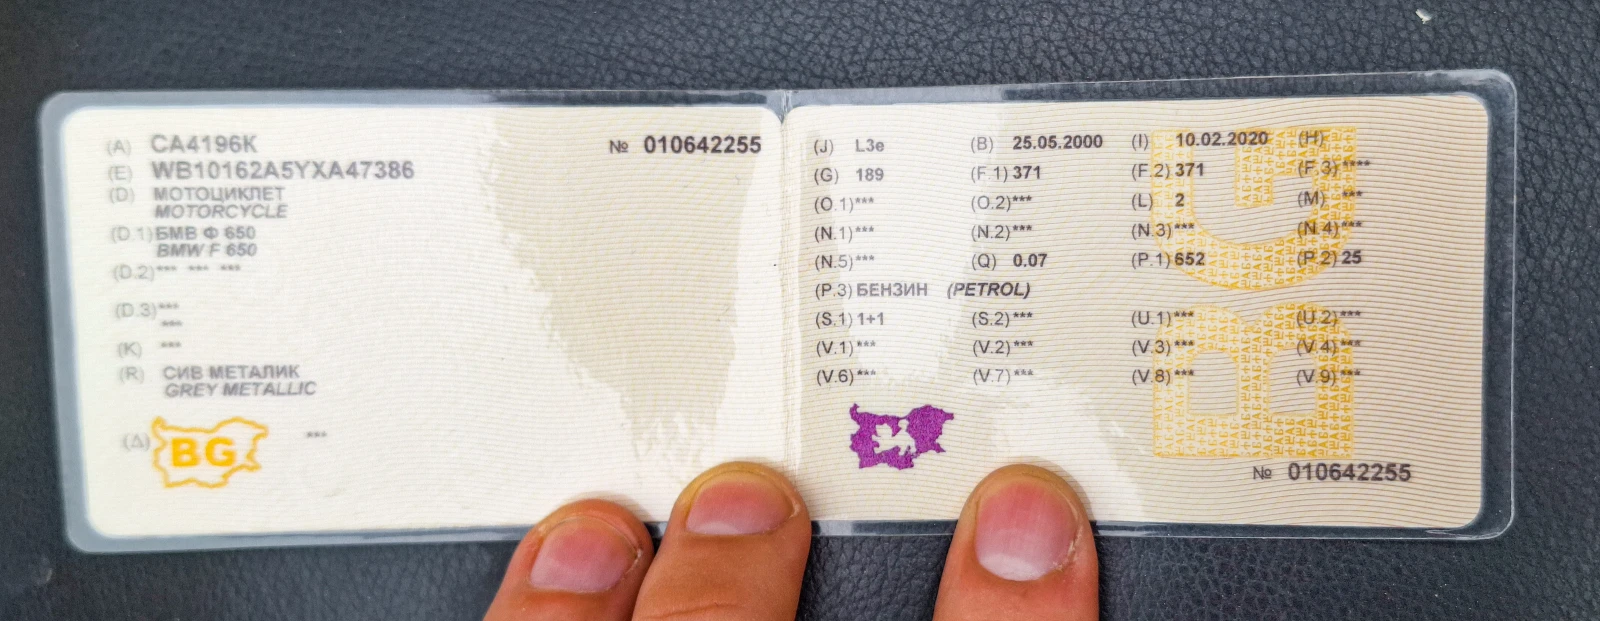 (A) CA4196K № 010642255
(E) WB10162A5YXA47386
(D) МОТОЦИКЛЕТ
MOTORCYCLE
(D.1) БМВ Ф 650
BMW F 650
(D.2) *** *** ***
(D.3) ***
***
(K) ***
(R) СИВ МЕТАЛИК
GREY METALLIC
(Δ) BG ***
(J) L3e (B) 25.05.2000 (I) 10.02.2020 (H)
(G) 189 (F.1) 371 (F.2) 371 (F.3) ****
(O.1) *** (O.2) *** (L) 2 (M) ***
(N.1) *** (N.2) *** (N.3) *** (N.4) ***
(N.5) *** (Q) 0.07 (P.1) 652 (P.2) 25
(P.3) БЕНЗИН (PETROL)
(S.1) 1+1 (S.2) *** (U.1) *** (U.2) ***
(V.1) *** (V.2) *** (V.3) *** (V.4) ***
(V.6) *** (V.7) *** (V.8) *** (V.9) ***
№ 010642255